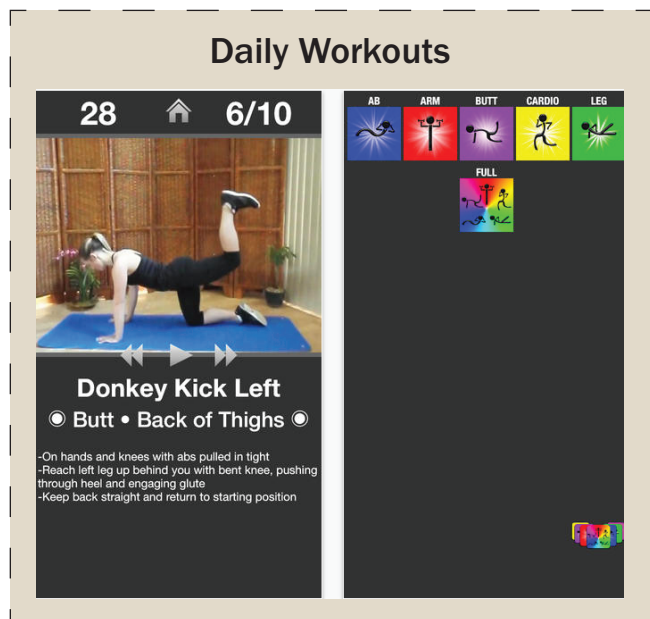 Daily Workouts
28 6/10
Donkey Kick Left
Butt • Back of Thighs
-On hands and knees with abs pulled in tight
-Reach left leg up behind you with bent knee, pushing
through heel and engaging glute
-Keep back straight and return to starting position
AB ARM BUTT CARDIO LEG
FULL